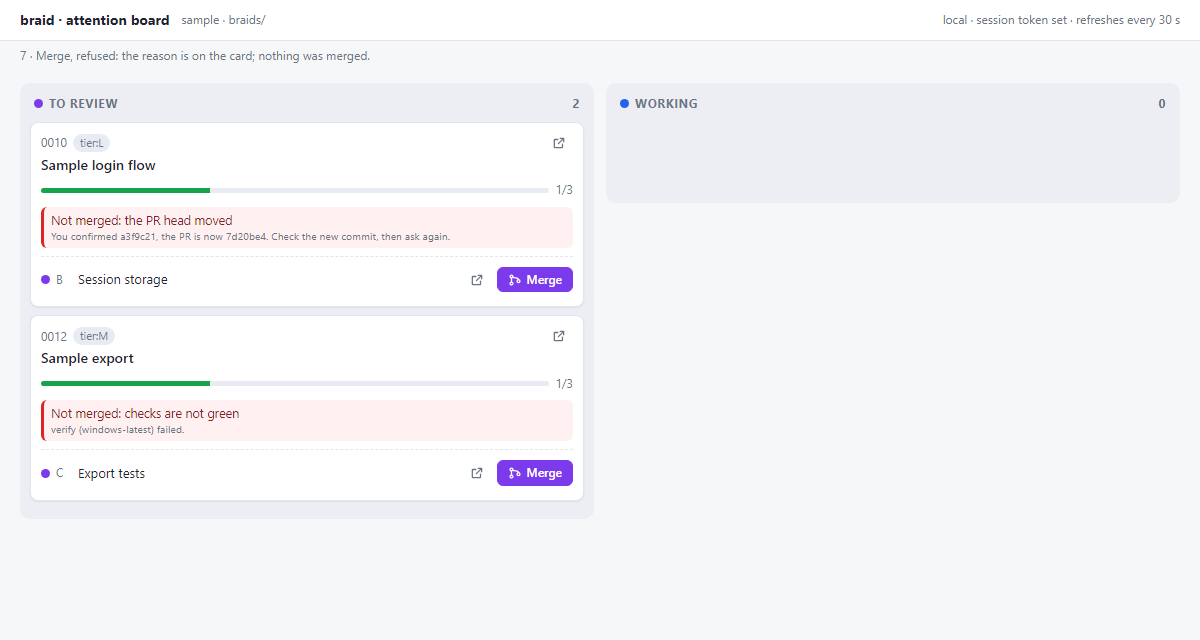 braid · attention board sample · braids/ local · session token set · refreshes every 30 s
7 · Merge, refused: the reason is on the card; nothing was merged.
TO REVIEW 2
0010 tier:L
Sample login flow
1/3
Not merged: the PR head moved
You confirmed a3f9c21, the PR is now 7d20be4. Check the new commit, then ask again.
B Session storage Merge
0012 tier:M
Sample export
1/3
Not merged: checks are not green
verify (windows-latest) failed.
C Export tests Merge
WORKING 0